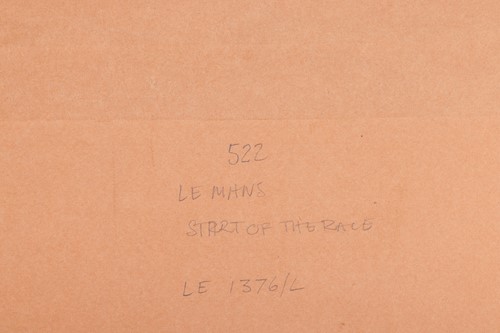 522
LE MANS
START OF THE RACE
LE 1376/L